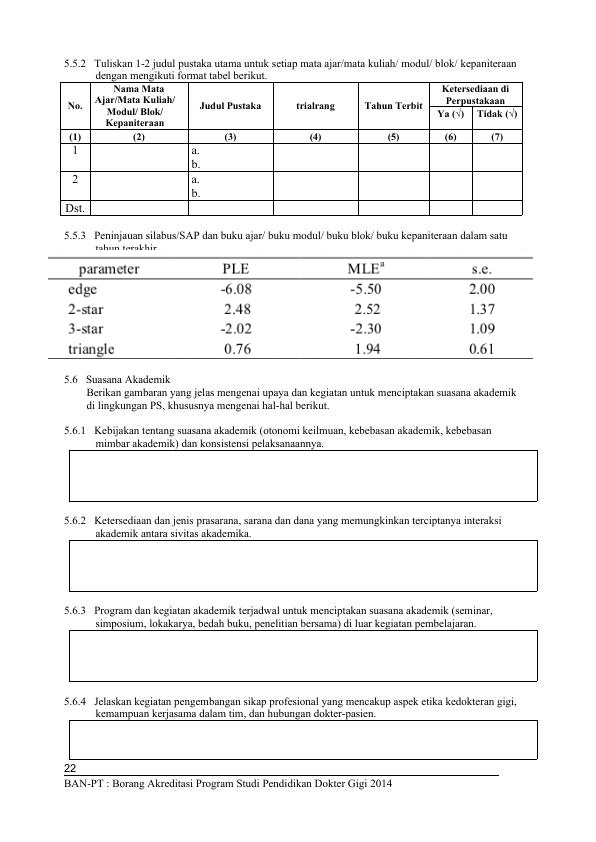 5.5.2 Tuliskan 1-2 judul pustaka utama untuk setiap mata ajar/mata kuliah/ modul/ blok/ kepaniteraan
dengan mengikuti format tabel berikut.
No. Nama Mata Ajar/Mata Kuliah/ Modul/ Blok/ Kepaniteraan Judul Pustaka trialrang Tahun Terbit Ketersediaan di Perpustakaan
Ya (√) Tidak (√)
(1) (2) (3) (4) (5) (6) (7)
1 a.
b.
2 a.
b.
Dst.
5.5.3 Peninjauan silabus/SAP dan buku ajar/ buku modul/ buku blok/ buku kepaniteraan dalam satu
tahun terakhir
parameter PLE MLEª s.e.
edge -6.08 -5.50 2.00
2-star 2.48 2.52 1.37
3-star -2.02 -2.30 1.09
triangle 0.76 1.94 0.61
5.6 Suasana Akademik
Berikan gambaran yang jelas mengenai upaya dan kegiatan untuk menciptakan suasana akademik
di lingkungan PS, khususnya mengenai hal-hal berikut.
5.6.1 Kebijakan tentang suasana akademik (otonomi keilmuan, kebebasan akademik, kebebasan
mimbar akademik) dan konsistensi pelaksanaannya.
5.6.2 Ketersediaan dan jenis prasarana, sarana dan dana yang memungkinkan terciptanya interaksi
akademik antara sivitas akademika.
5.6.3 Program dan kegiatan akademik terjadwal untuk menciptakan suasana akademik (seminar,
simposium, lokakarya, bedah buku, penelitian bersama) di luar kegiatan pembelajaran.
5.6.4 Jelaskan kegiatan pengembangan sikap profesional yang mencakup aspek etika kedokteran gigi,
kemampuan kerjasama dalam tim, dan hubungan dokter-pasien.
22
BAN-PT : Borang Akreditasi Program Studi Pendidikan Dokter Gigi 2014